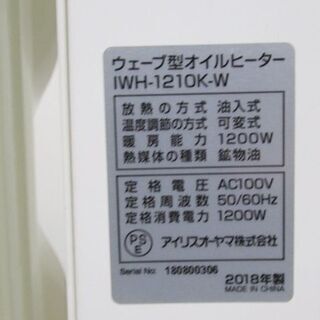 ウェーブ型オイルヒーター
IWH-1210K-W
放熱の方式 油入式
温度調節の方式 可変式
暖房能力 1200W
熱媒体の種類 鉱物油
定格電圧 AC100V
定格周波数 50/60Hz
定格消費電力 1200W
PS
E
アイリスオーヤマ株式会社
Serial No: 180800306
2018年製
MADE IN CHINA